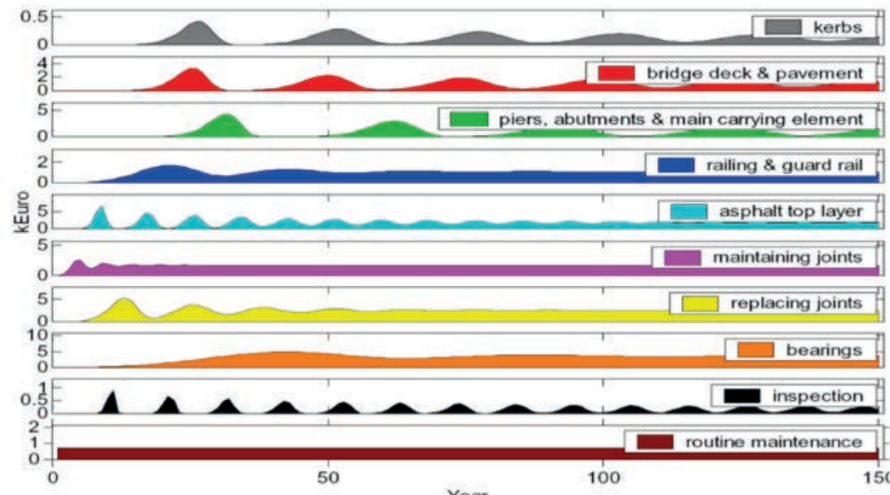 0.5
0
kerbs
4
2
0
bridge deck & pavement
5
0
piers, abutments & main carrying element
2
0
railing & guard rail
kEuro
5
0
asphalt top layer
5
0
maintaining joints
5
0
replacing joints
10
5
0
bearings
1
0.5
0
inspection
2
1
0
routine maintenance
0
50
100
150
Year